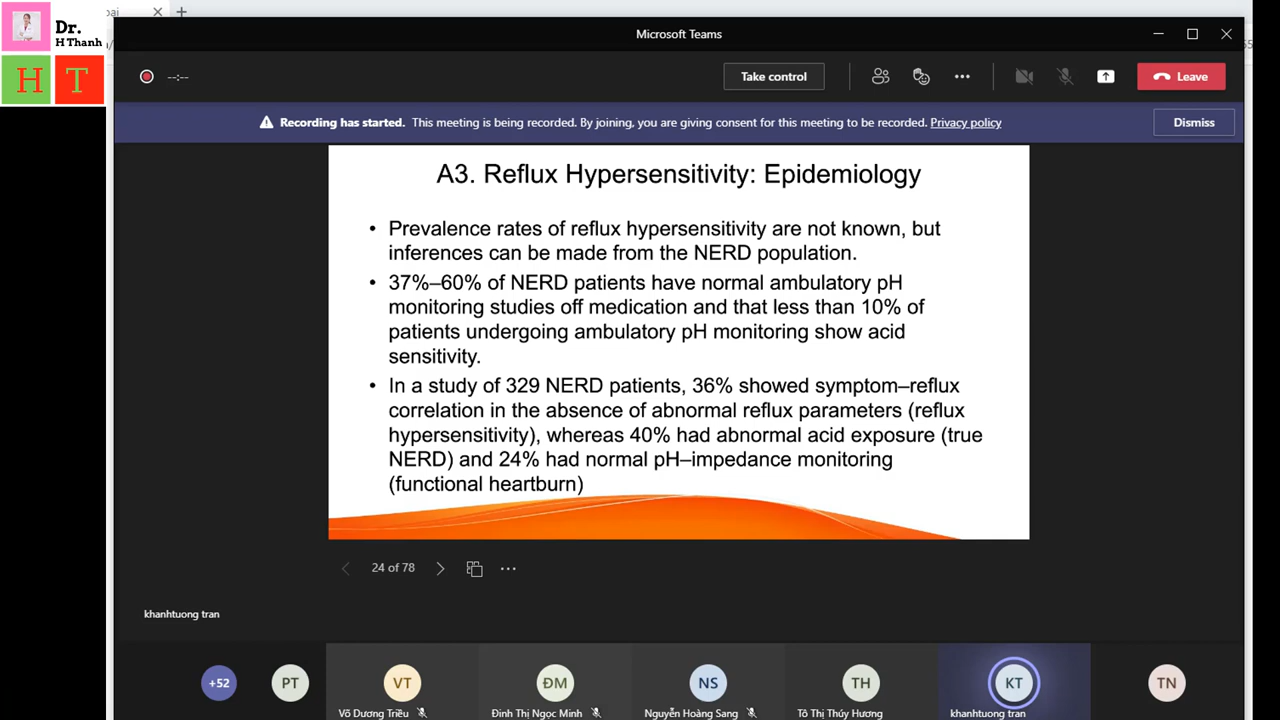 Dr.
H Thanh
H T
Microsoft Teams
--:--
Take control
Leave
Recording has started. This meeting is being recorded. By joining, you are giving consent for this meeting to be recorded. Privacy policy
Dismiss
A3. Reflux Hypersensitivity: Epidemiology
• Prevalence rates of reflux hypersensitivity are not known, but
inferences can be made from the NERD population.
• 37%–60% of NERD patients have normal ambulatory pH
monitoring studies off medication and that less than 10% of
patients undergoing ambulatory pH monitoring show acid
sensitivity.
• In a study of 329 NERD patients, 36% showed symptom–reflux
correlation in the absence of abnormal reflux parameters (reflux
hypersensitivity), whereas 40% had abnormal acid exposure (true
NERD) and 24% had normal pH–impedance monitoring
(functional heartburn)
24 of 78
khanhtuong tran
+52
PT
VT
ĐM
NS
TH
KT
TN
Võ Dương Triều
Đinh Thị Ngọc Minh
Nguyễn Hoàng Sang
Tô Thị Thúy Hương
khanhtuong tran